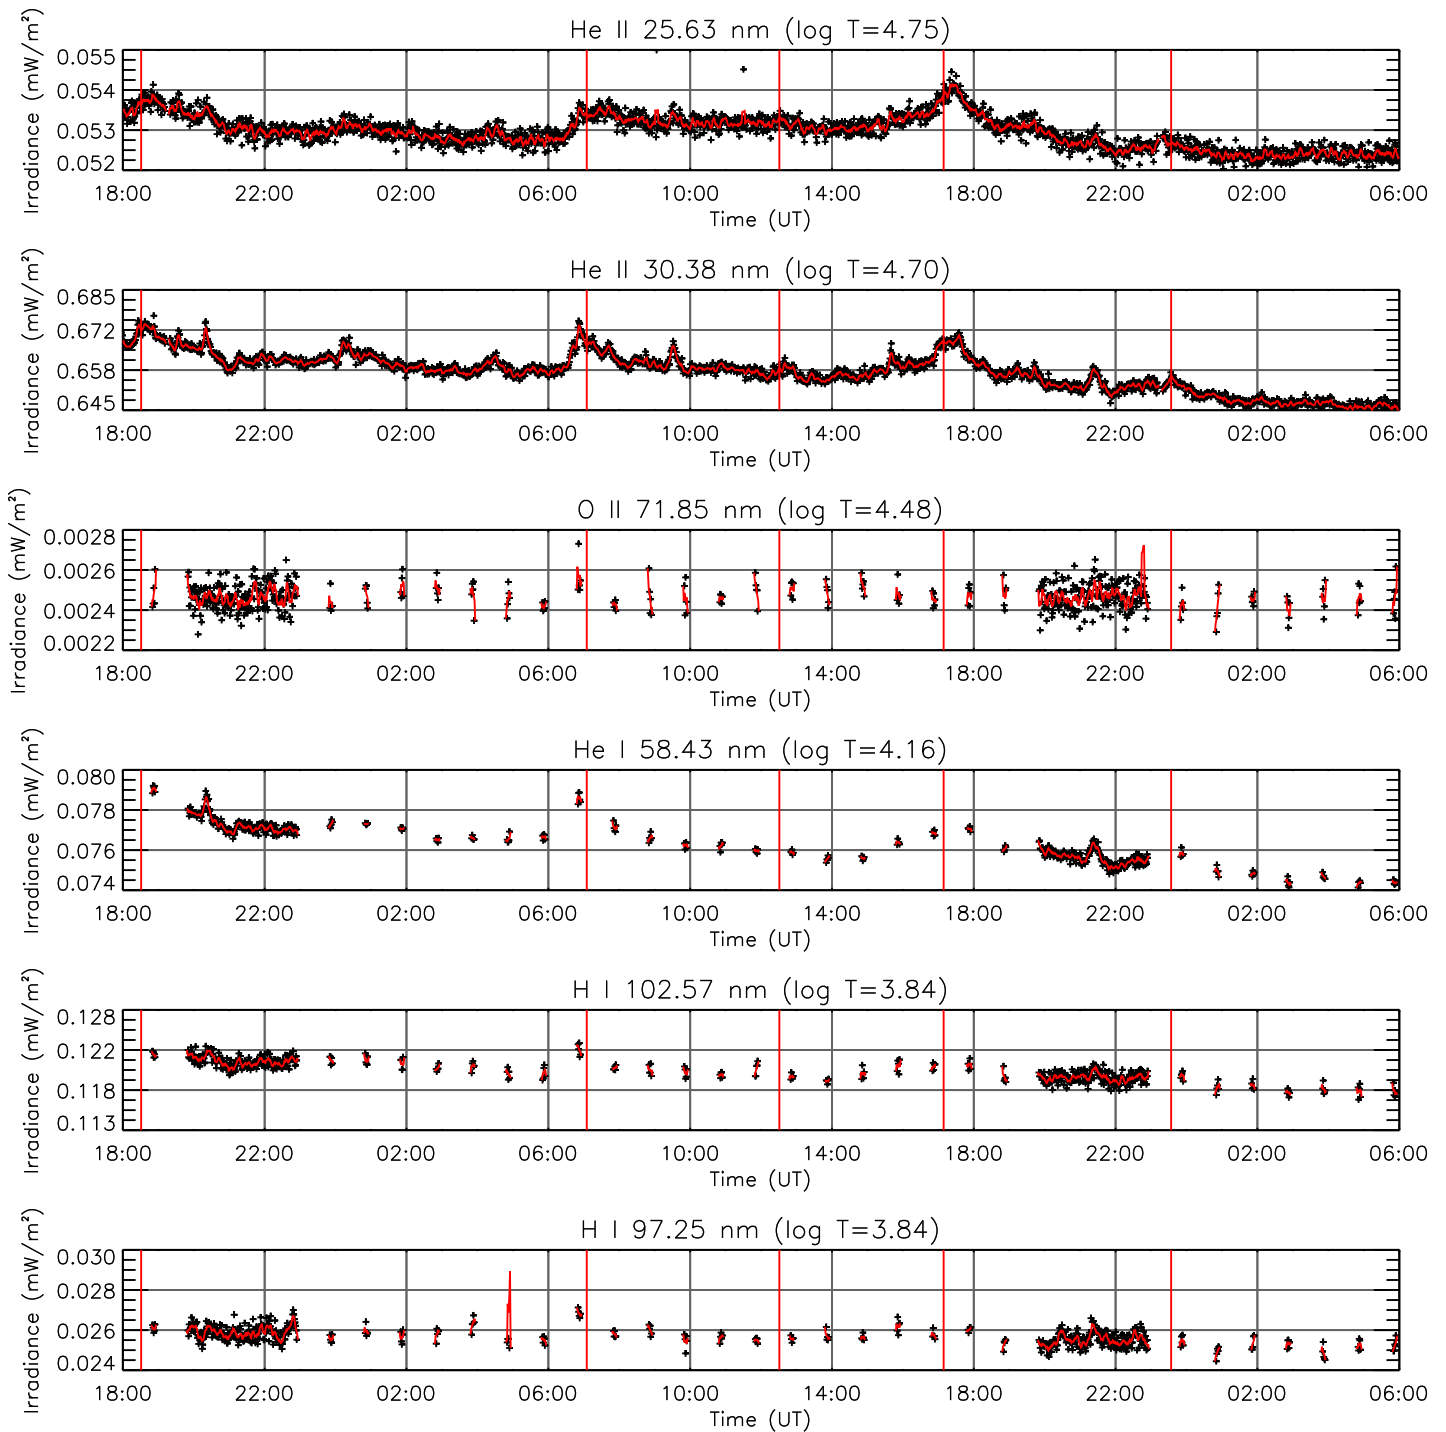 He II 25.63 nm (log T=4.75)
Irradiance (mW/m²)
0.055
0.054
0.053
0.052
18:00 22:00 02:00 06:00 10:00 14:00 18:00 22:00 02:00 06:00
Time (UT)
He II 30.38 nm (log T=4.70)
Irradiance (mW/m²)
0.685
0.672
0.658
0.645
18:00 22:00 02:00 06:00 10:00 14:00 18:00 22:00 02:00 06:00
Time (UT)
O II 71.85 nm (log T=4.48)
Irradiance (mW/m²)
0.0028
0.0026
0.0024
0.0022
18:00 22:00 02:00 06:00 10:00 14:00 18:00 22:00 02:00 06:00
Time (UT)
He I 58.43 nm (log T=4.16)
Irradiance (mW/m²)
0.080
0.078
0.076
0.074
18:00 22:00 02:00 06:00 10:00 14:00 18:00 22:00 02:00 06:00
Time (UT)
H I 102.57 nm (log T=3.84)
Irradiance (mW/m²)
0.128
0.122
0.118
0.113
18:00 22:00 02:00 06:00 10:00 14:00 18:00 22:00 02:00 06:00
Time (UT)
H I 97.25 nm (log T=3.84)
Irradiance (mW/m²)
0.030
0.028
0.026
0.024
18:00 22:00 02:00 06:00 10:00 14:00 18:00 22:00 02:00 06:00
Time (UT)